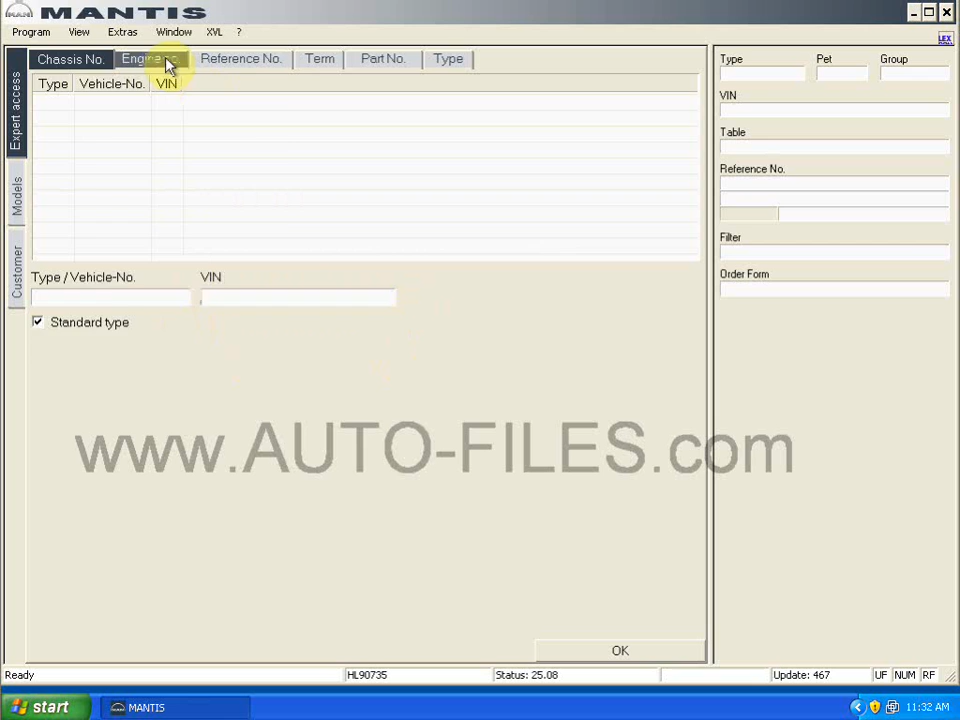 MAN MANTIS
Program View Extras Window XVL ?
LEX
Chassis No. Reference No. Term Part No. Type
Type Vehicle-No. VIN
Expert access
Models
Customer
Type / Vehicle-No. VIN
Standard type
Type Pet Group
VIN
Table
Reference No.
Filter
Order Form
www.AUTO-FILES.com
OK
Ready HL90735 Status: 25.08 Update: 467 UF NUM RF
start MANTIS 11:32 AM